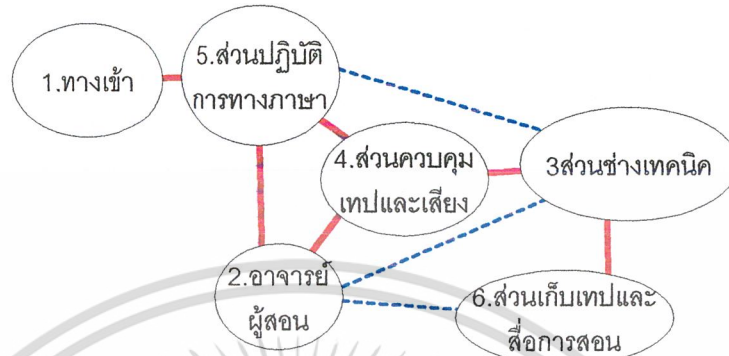 1.ทางเข้า
5.ส่วนปฏิบัติ
การทางภาษา
4.ส่วนควบคุม
เทปและเสียง
3ส่วนช่างเทคนิค
2.อาจารย์
ผู้สอน
6.ส่วนเก็บเทปและ
สื่อการสอน